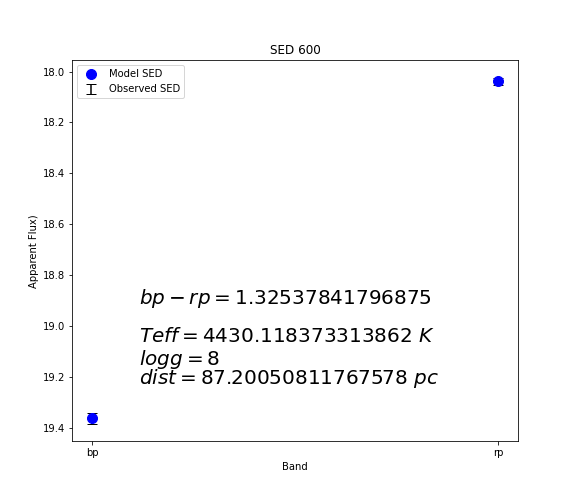 SED 600
Model SED
Observed SED
18.0
18.2
18.4
18.6
18.8
19.0
19.2
19.4
Apparent Flux)
bp − rp = 1.32537841796875
Teff = 4430.118373313862 K
logg = 8
dist = 87.20050811767578 pc
bp
rp
Band